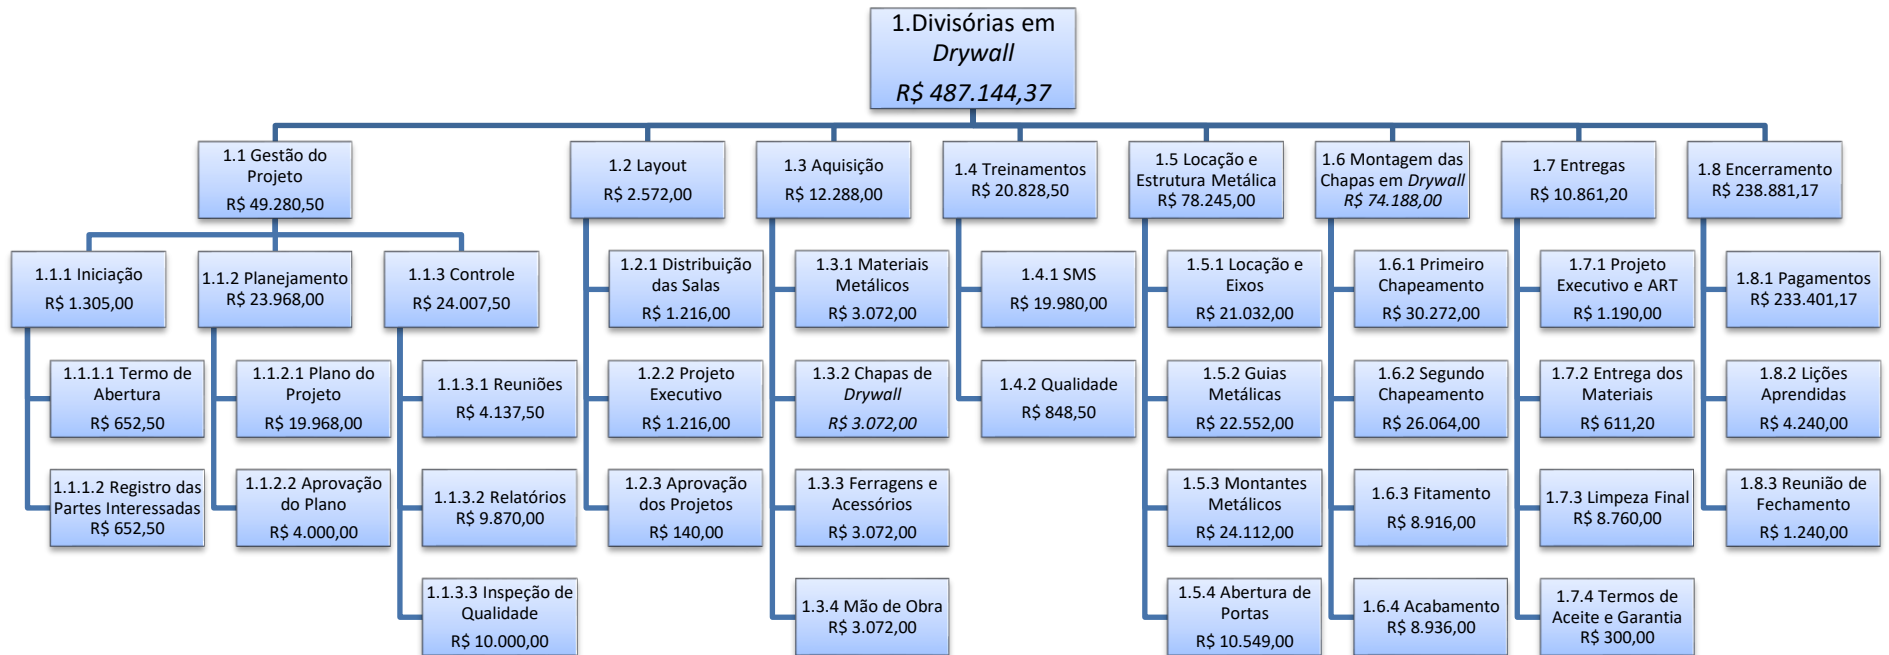 1.Divisórias em
Drywall
R$ 487.144,37
1.1 Gestão do
Projeto
R$ 49.280,50
1.2 Layout
R$ 2.572,00
1.3 Aquisição
R$ 12.288,00
1.4 Treinamentos
R$ 20.828,50
1.5 Locação e
Estrutura Metálica
R$ 78.245,00
1.6 Montagem das
Chapas em Drywall
R$ 74.188,00
1.7 Entregas
R$ 10.861,20
1.8 Encerramento
R$ 238.881,17
1.1.1 Iniciação
R$ 1.305,00
1.1.2 Planejamento
R$ 23.968,00
1.1.3 Controle
R$ 24.007,50
1.2.1 Distribuição
das Salas
R$ 1.216,00
1.3.1 Materiais
Metálicos
R$ 3.072,00
1.4.1 SMS
R$ 19.980,00
1.5.1 Locação e
Eixos
R$ 21.032,00
1.6.1 Primeiro
Chapeamento
R$ 30.272,00
1.7.1 Projeto
Executivo e ART
R$ 1.190,00
1.8.1 Pagamentos
R$ 233.401,17
1.1.1.1 Termo de
Abertura
R$ 652,50
1.1.2.1 Plano do
Projeto
R$ 19.968,00
1.1.3.1 Reuniões
R$ 4.137,50
1.2.2 Projeto
Executivo
R$ 1.216,00
1.3.2 Chapas de
Drywall
R$ 3.072,00
1.4.2 Qualidade
R$ 848,50
1.5.2 Guias
Metálicas
R$ 22.552,00
1.6.2 Segundo
Chapeamento
R$ 26.064,00
1.7.2 Entrega dos
Materiais
R$ 611,20
1.8.2 Lições
Aprendidas
R$ 4.240,00
1.1.1.2 Registro das
Partes Interessadas
R$ 652,50
1.1.2.2 Aprovação
do Plano
R$ 4.000,00
1.1.3.2 Relatórios
R$ 9.870,00
1.2.3 Aprovação
dos Projetos
R$ 140,00
1.3.3 Ferragens e
Acessórios
R$ 3.072,00
1.5.3 Montantes
Metálicos
R$ 24.112,00
1.6.3 Fitamento
R$ 8.916,00
1.7.3 Limpeza Final
R$ 8.760,00
1.8.3 Reunião de
Fechamento
R$ 1.240,00
1.1.3.3 Inspeção de
Qualidade
R$ 10.000,00
1.3.4 Mão de Obra
R$ 3.072,00
1.5.4 Abertura de
Portas
R$ 10.549,00
1.6.4 Acabamento
R$ 8.936,00
1.7.4 Termos de
Aceite e Garantia
R$ 300,00